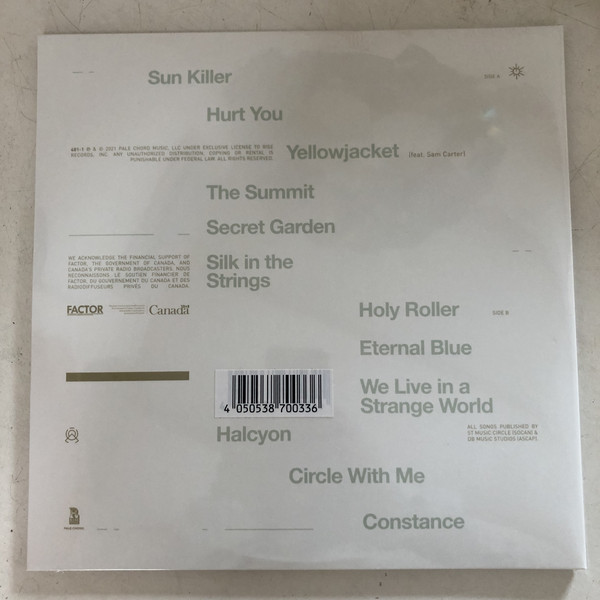 Sun Killer
SIDE A
Hurt You
481-1 ℗ & © 2021 PALE CHORD MUSIC, LLC UNDER EXCLUSIVE LICENSE TO RISE
RECORDS, INC. ANY UNAUTHORIZED DISTRIBUTION, COPYING OR RENTAL IS
PUNISHABLE UNDER FEDERAL LAW. ALL RIGHTS RESERVED.
Yellowjacket (feat. Sam Carter)
The Summit
Secret Garden
WE ACKNOWLEDGE THE FINANCIAL SUPPORT OF
FACTOR, THE GOVERNMENT OF CANADA, AND
CANADA'S PRIVATE RADIO BROADCASTERS. NOUS
RECONNAISSONS LE SOUTIEN FINANCIER DE
FACTOR, DU GOUVERNEMENT DU CANADA ET DES
RADIODIFFUSEURS PRIVÉS DU CANADA.
Silk in the
Strings
FACTOR
Canada
Holy Roller
SIDE B
Eternal Blue
We Live in a
Strange World
4 050538 700336
Halcyon
ALL SONGS PUBLISHED BY
ST MUSIC CIRCLE (SOCAN) &
DB MUSIC STUDIOS (ASCAP).
Circle With Me
Constance
PALE CHORD